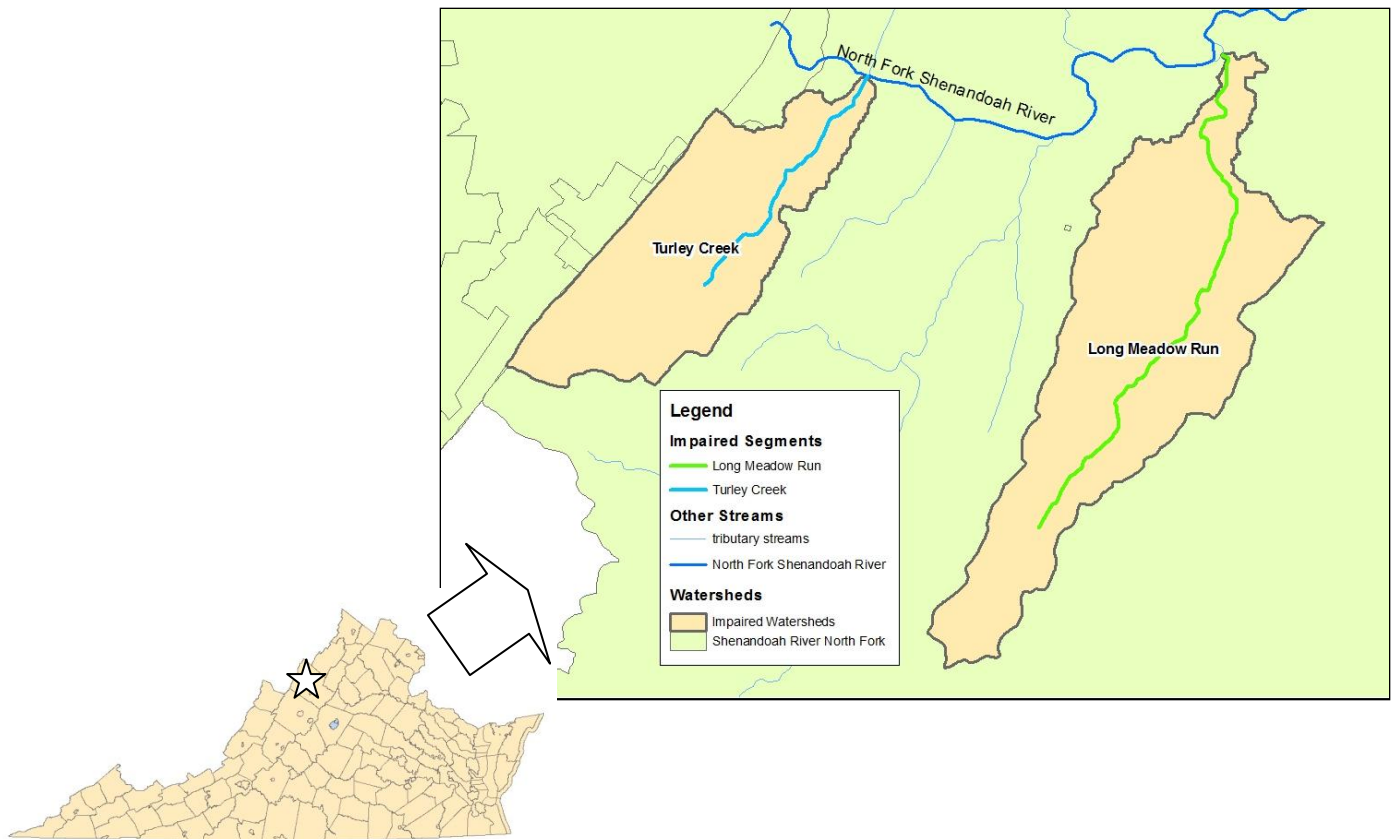 North Fork Shenandoah River
Turley Creek
Long Meadow Run
Legend
Impaired Segments
Long Meadow Run
Turley Creek
Other Streams
tributary streams
North Fork Shenandoah River
Watersheds
Impaired Watersheds
Shenandoah River North Fork